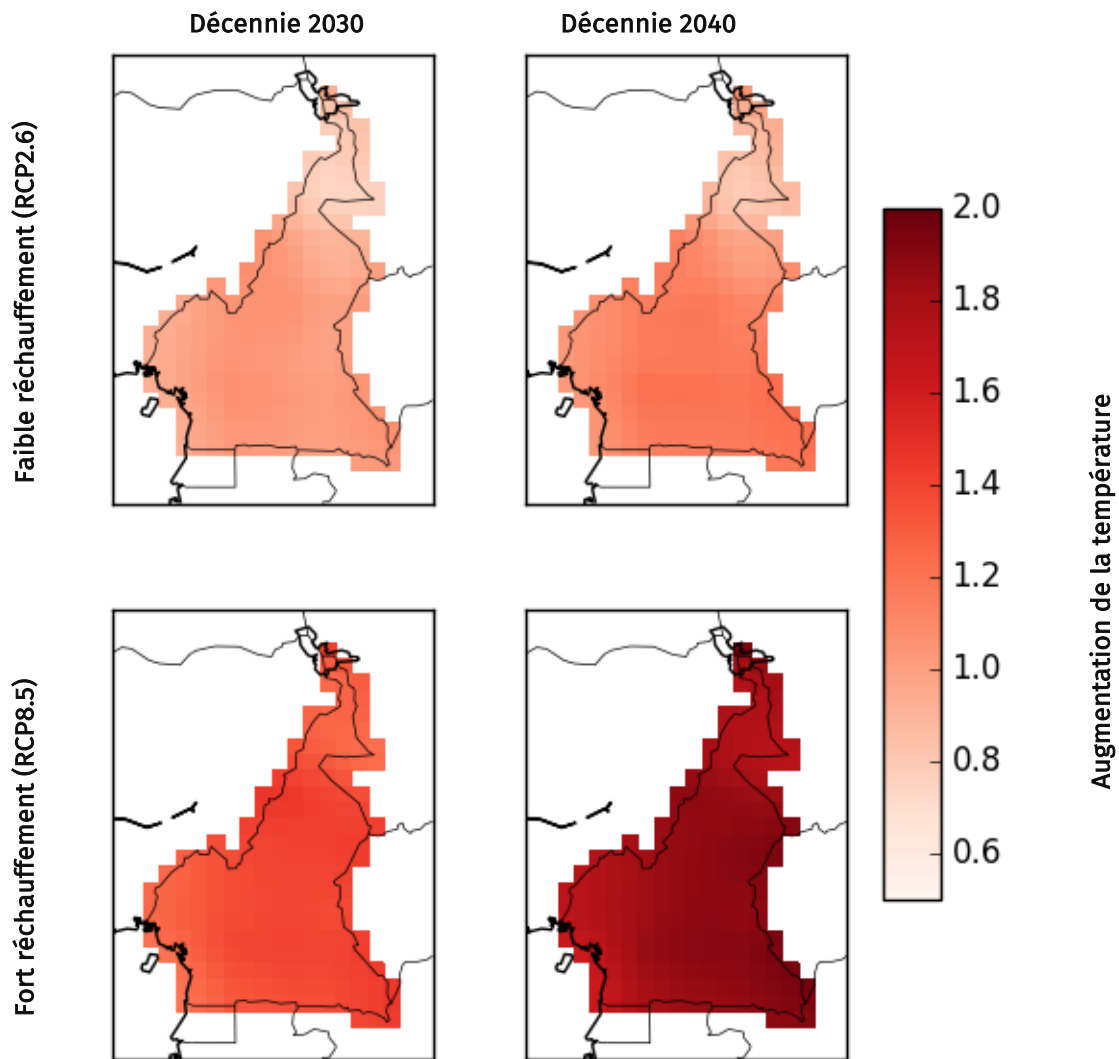 Décennie 2030
Décennie 2040
Faible réchauffement (RCP2.6)
Fort réchauffement (RCP8.5)
2.0
1.8
1.6
1.4
1.2
1.0
0.8
0.6
Augmentation de la température